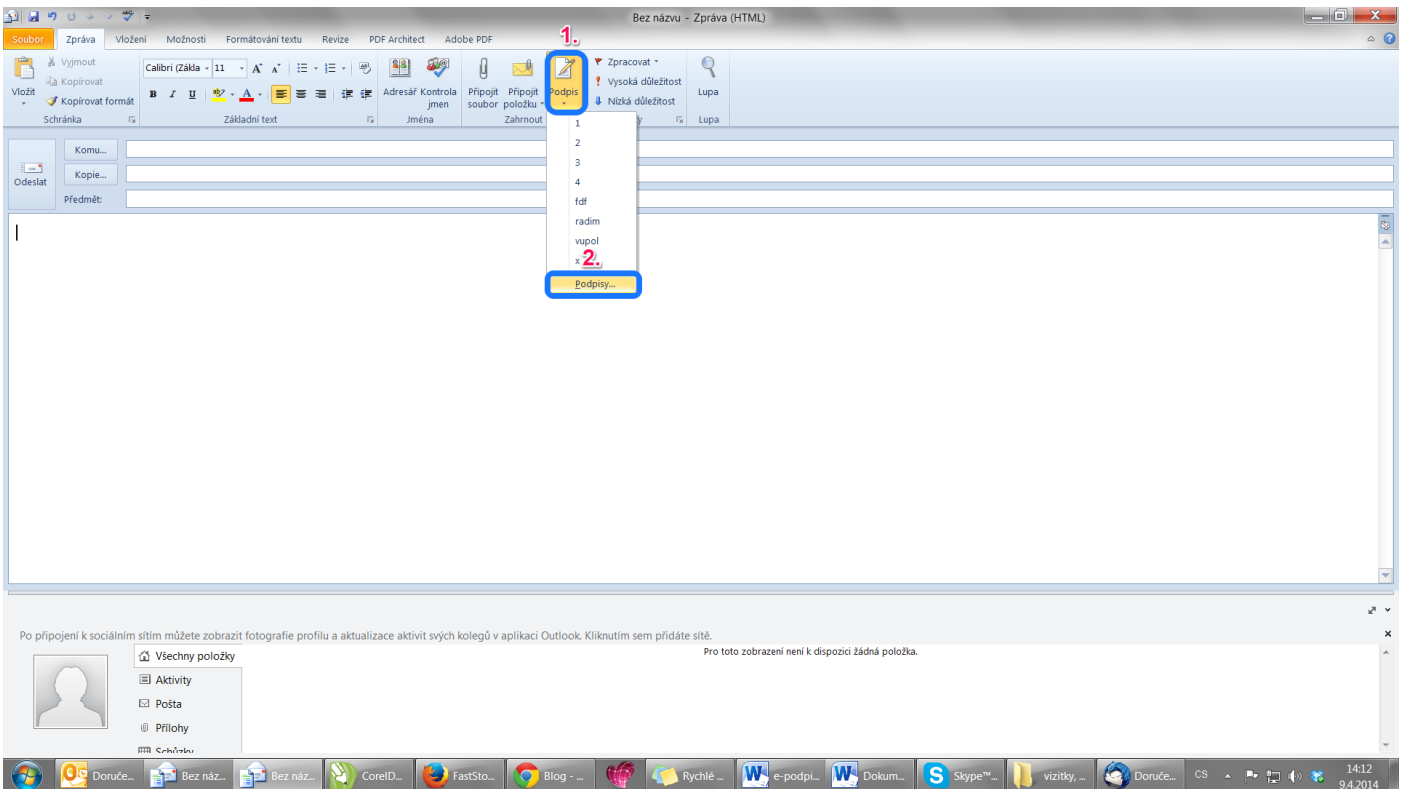 Bez názvu - Zpráva (HTML)
Soubor Zpráva Vložení Možnosti Formátování textu Revize PDF Architect Adobe PDF
1.
Vložit
Vyjmout
Kopírovat
Kopírovat formát
Schránka
Calibri (Zákla 11
B I U
Základní text
Adresář Kontrola jmen
Jména
Připojit soubor Připojit položku
Zahrnout
Podpis
Zpracovat
Vysoká důležitost
Nízká důležitost
Lupa
Lupa
1
2
3
4
fdf
radim
vupol
x
2.
Podpisy...
Odeslat
Komu...
Kopie...
Předmět:
Po připojení k sociálním sítím můžete zobrazit fotografie profilu a aktualizace aktivit svých kolegů v aplikaci Outlook. Kliknutím sem přidáte sítě.
Všechny položky
Pro toto zobrazení není k dispozici žádná položka.
Aktivity
Pošta
Přílohy
Schůzky
Doruče... Bez náz... Bez náz... CorelD... FastSto... Blog - ... Rychlé ... e-podpi... Dokum... Skype™... vizitky, ... Doruče... CS 14:12
9.4.2014